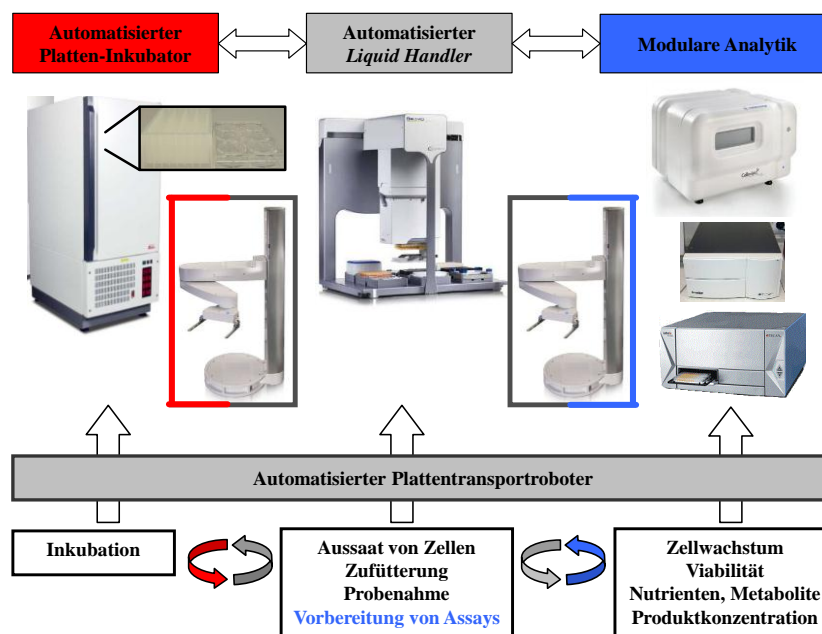 Automatisierter
Platten-Inkubator
Automatisierter
Liquid Handler
Modulare Analytik
Automatisierter Plattentransportroboter
Inkubation
Aussaat von Zellen
Zufütterung
Probenahme
Vorbereitung von Assays
Zellwachstum
Viabilität
Nutrienten, Metabolite
Produktkonzentration